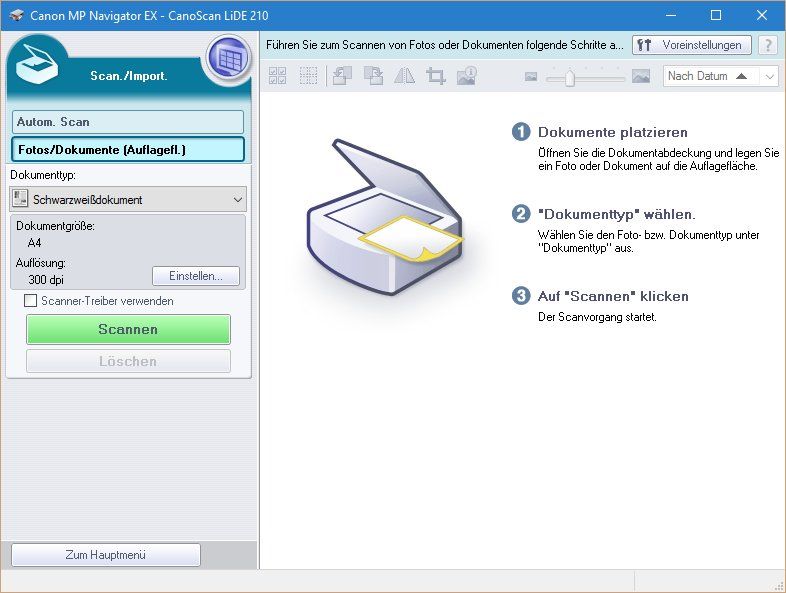 Canon MP Navigator EX - CanoScan LiDE 210
Scan./Import.
Autom. Scan
Fotos/Dokumente (Auflagefl.)
Dokumenttyp:
Schwarzweißdokument
Dokumentgröße:
A4
Auflösung:
300 dpi
Einstellen...
Scanner-Treiber verwenden
Scannen
Löschen
Zum Hauptmenü
Führen Sie zum Scannen von Fotos oder Dokumenten folgende Schritte a...
Voreinstellungen
?
Nach Datum
1 Dokumente platzieren
Öffnen Sie die Dokumentabdeckung und legen Sie
ein Foto oder Dokument auf die Auflagefläche.
2 "Dokumenttyp" wählen.
Wählen Sie den Foto- bzw. Dokumenttyp unter
"Dokumenttyp" aus.
3 Auf "Scannen" klicken
Der Scanvorgang startet.